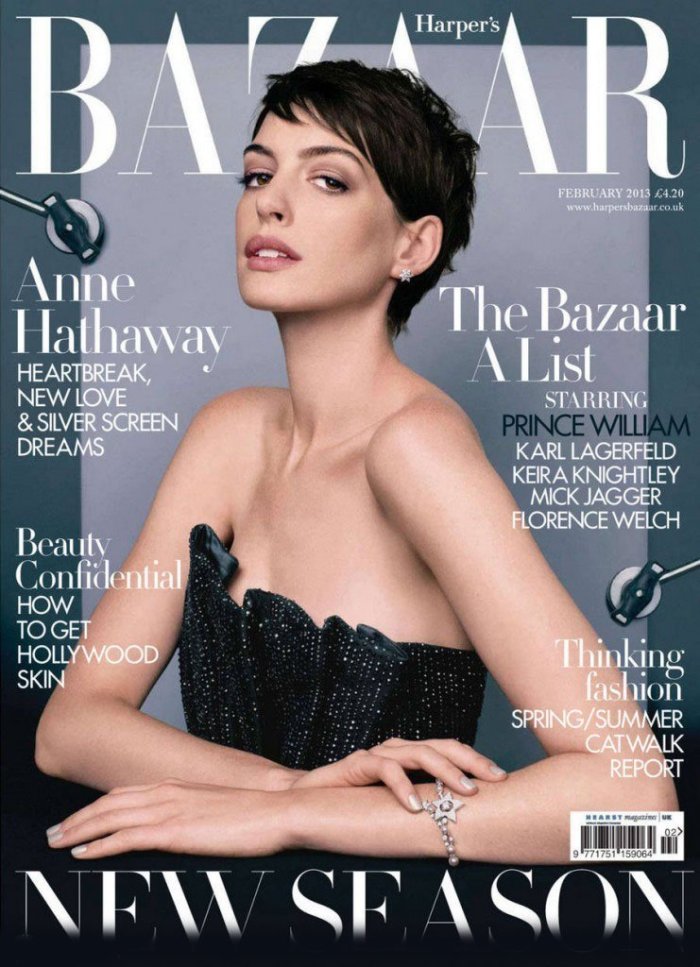 Harper's
BAZAAR
FEBRUARY 2013 £4.20
www.harpersbazaar.co.uk
Anne
Hathaway
HEARTBREAK,
NEW LOVE
& SILVER SCREEN
DREAMS
The Bazaar
A List
STARRING
PRINCE WILLIAM
KARL LAGERFELD
KEIRA KNIGHTLEY
MICK JAGGER
FLORENCE WELCH
Beauty
Confidential
HOW
TO GET
HOLLYWOOD
SKIN
Thinking
fashion
SPRING/SUMMER
CATWALK
REPORT
HEARST magazines UK
02>
9 771751 159064
NEW SEASON